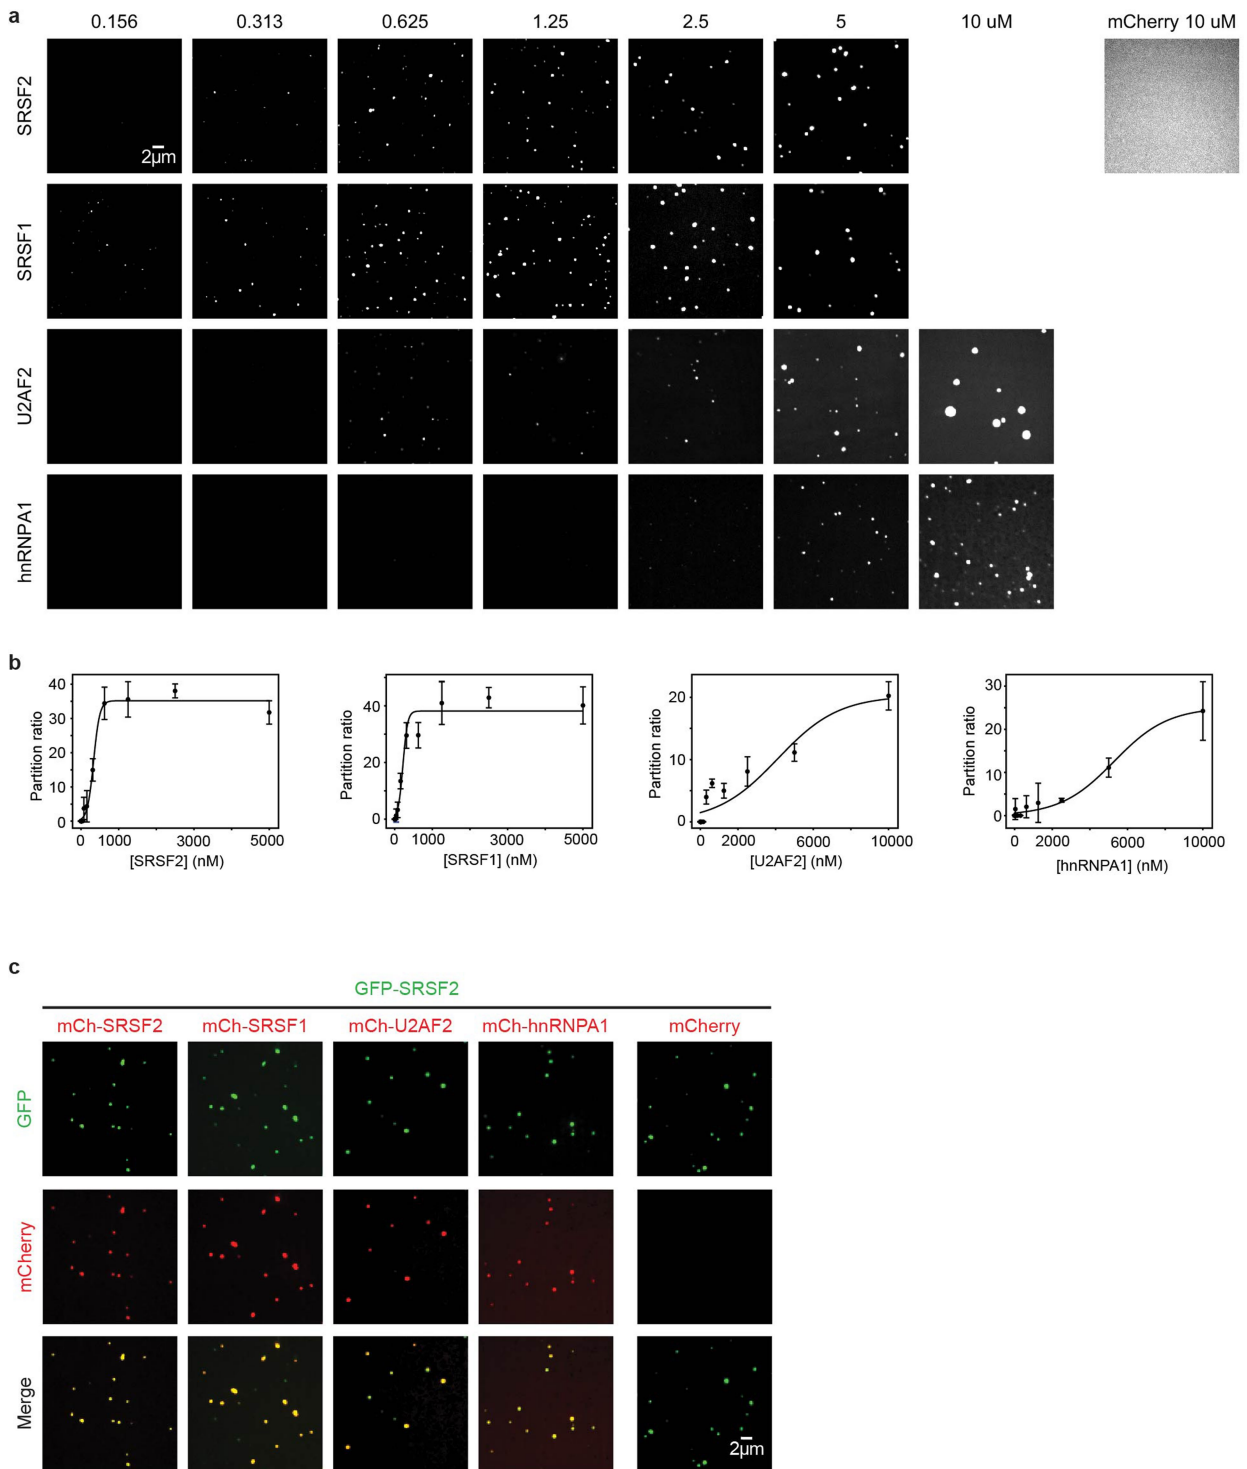 a
0.156 0.313 0.625 1.25 2.5 5 10 uM mCherry 10 uM
SRSF2
2µm
SRSF1
U2AF2
hnRNPA1
b
Partition ratio
40
30
20
10
0
0 1000 3000 5000
[SRSF2] (nM)
Partition ratio
40
20
0
0 1000 3000 5000
[SRSF1] (nM)
Partition ratio
20
10
0
0 2000 6000 10000
[U2AF2] (nM)
Partition ratio
30
20
10
0
0 2000 6000 10000
[hnRNPA1] (nM)
c
GFP-SRSF2
mCh-SRSF2 mCh-SRSF1 mCh-U2AF2 mCh-hnRNPA1 mCherry
GFP
mCherry
Merge
2µm